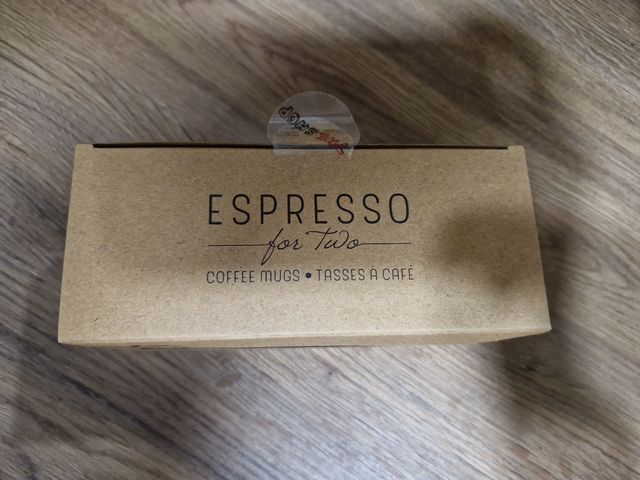 ESPRESSO
for Two
COFFEE MUGS • TASSES À CAFÉ